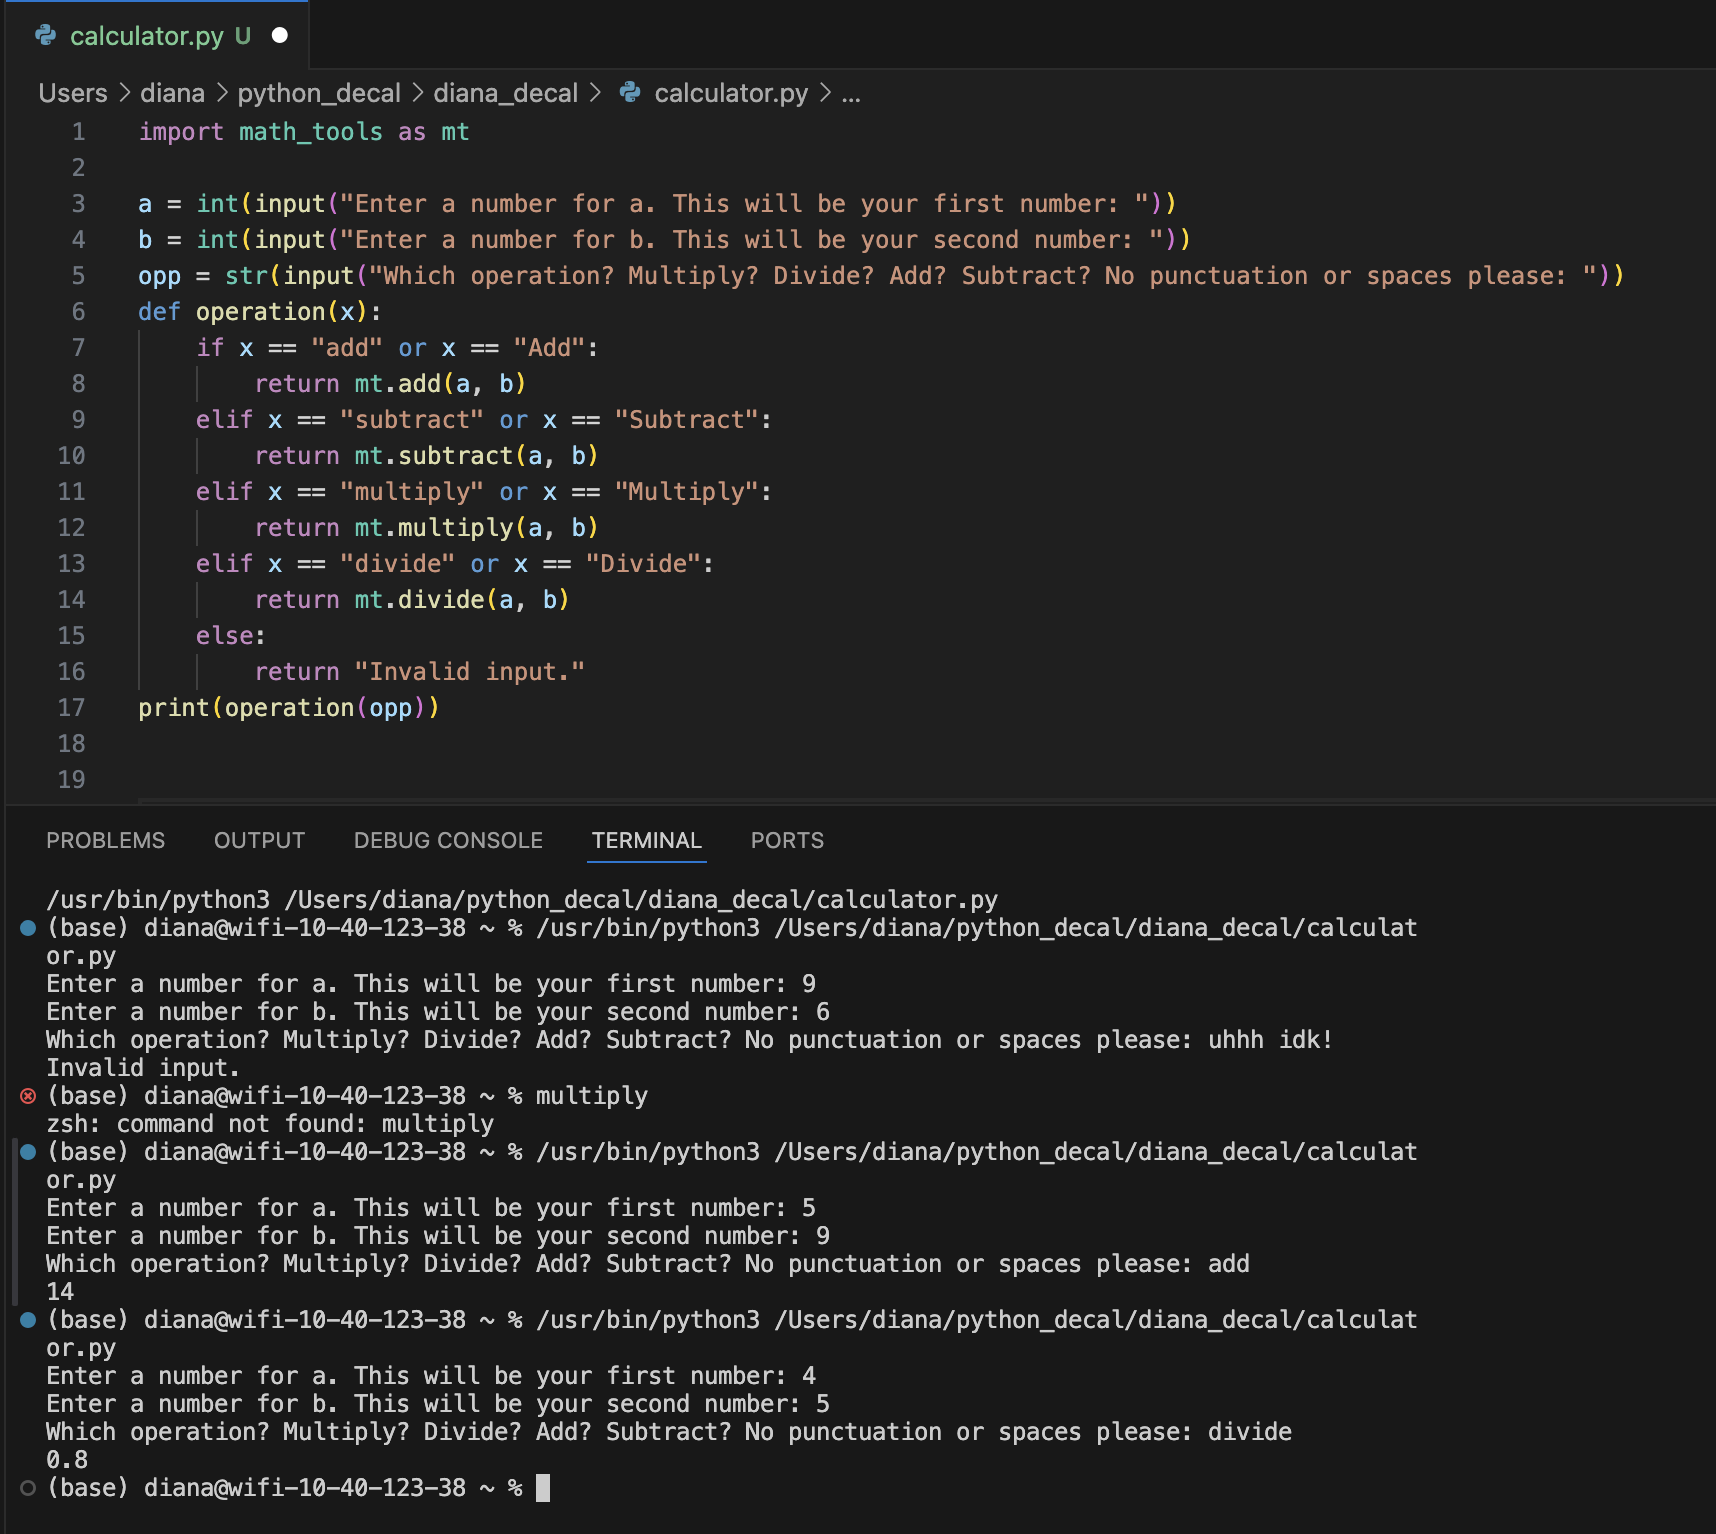 calculator.py U
Users > diana > python_decal > diana_decal > calculator.py > ...
1 import math_tools as mt
2
3 a = int(input("Enter a number for a. This will be your first number: "))
4 b = int(input("Enter a number for b. This will be your second number: "))
5 opp = str(input("Which operation? Multiply? Divide? Add? Subtract? No punctuation or spaces please: "))
6 def operation(x):
7     if x == "add" or x == "Add":
8         return mt.add(a, b)
9     elif x == "subtract" or x == "Subtract":
10         return mt.subtract(a, b)
11     elif x == "multiply" or x == "Multiply":
12         return mt.multiply(a, b)
13     elif x == "divide" or x == "Divide":
14         return mt.divide(a, b)
15     else:
16         return "Invalid input."
17 print(operation(opp))
18
19
PROBLEMS OUTPUT DEBUG CONSOLE TERMINAL PORTS
/usr/bin/python3 /Users/diana/python_decal/diana_decal/calculator.py
(base) diana@wifi-10-40-123-38 ~ % /usr/bin/python3 /Users/diana/python_decal/diana_decal/calculat
or.py
Enter a number for a. This will be your first number: 9
Enter a number for b. This will be your second number: 6
Which operation? Multiply? Divide? Add? Subtract? No punctuation or spaces please: uhhh idk!
Invalid input.
(base) diana@wifi-10-40-123-38 ~ % multiply
zsh: command not found: multiply
(base) diana@wifi-10-40-123-38 ~ % /usr/bin/python3 /Users/diana/python_decal/diana_decal/calculat
or.py
Enter a number for a. This will be your first number: 5
Enter a number for b. This will be your second number: 9
Which operation? Multiply? Divide? Add? Subtract? No punctuation or spaces please: add
14
(base) diana@wifi-10-40-123-38 ~ % /usr/bin/python3 /Users/diana/python_decal/diana_decal/calculat
or.py
Enter a number for a. This will be your first number: 4
Enter a number for b. This will be your second number: 5
Which operation? Multiply? Divide? Add? Subtract? No punctuation or spaces please: divide
0.8
(base) diana@wifi-10-40-123-38 ~ %